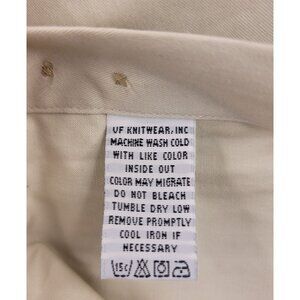 VF KNITWEAR, INC
MACHINE WASH COLD
WITH LIKE COLOR
INSIDE OUT
COLOR MAY MIGRATE
DO NOT BLEACH
TUMBLE DRY LOW
REMOVE PROMPTLY
COOL IRON IF
NECESSARY